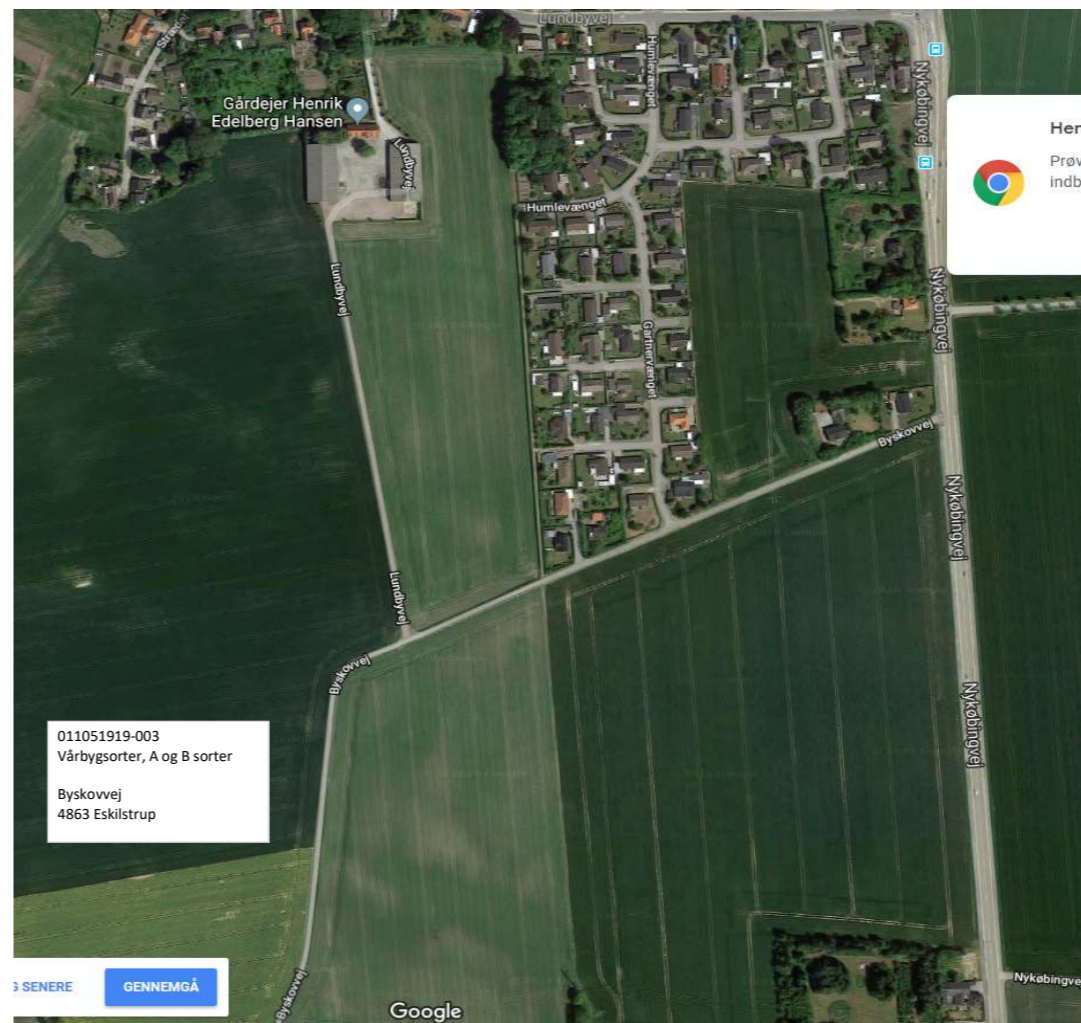 Lundbyvej
Humlevænget
Nykøbingvej
Gårdejer Henrik
Edelberg Hansen
Lundbyvej
Her
Prøv
indb
Humlevænget
Lundbyvej
Nykøbingvej
Gartnervænget
Byskovvej
Nykøbingvej
Lundbyvej
Byskovvej
Nykøbingvej
011051919-003
Vårbygsorter, A og B sorter
Byskovvej
4863 Eskilstrup
SENERE
GENNEMGÅ
Byskovvej
Google
Nykøbingve